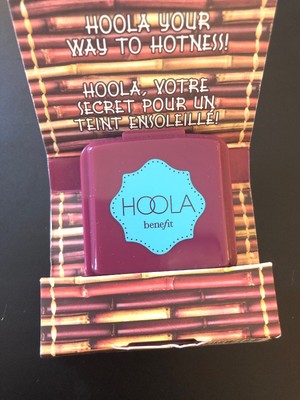 HOOLA YOUR
WAY TO HOTNESS!
HOOLA, VOTRE
SECRET POUR UN
TEINT ENSOLEILLÉ!
HOOLA
benefit